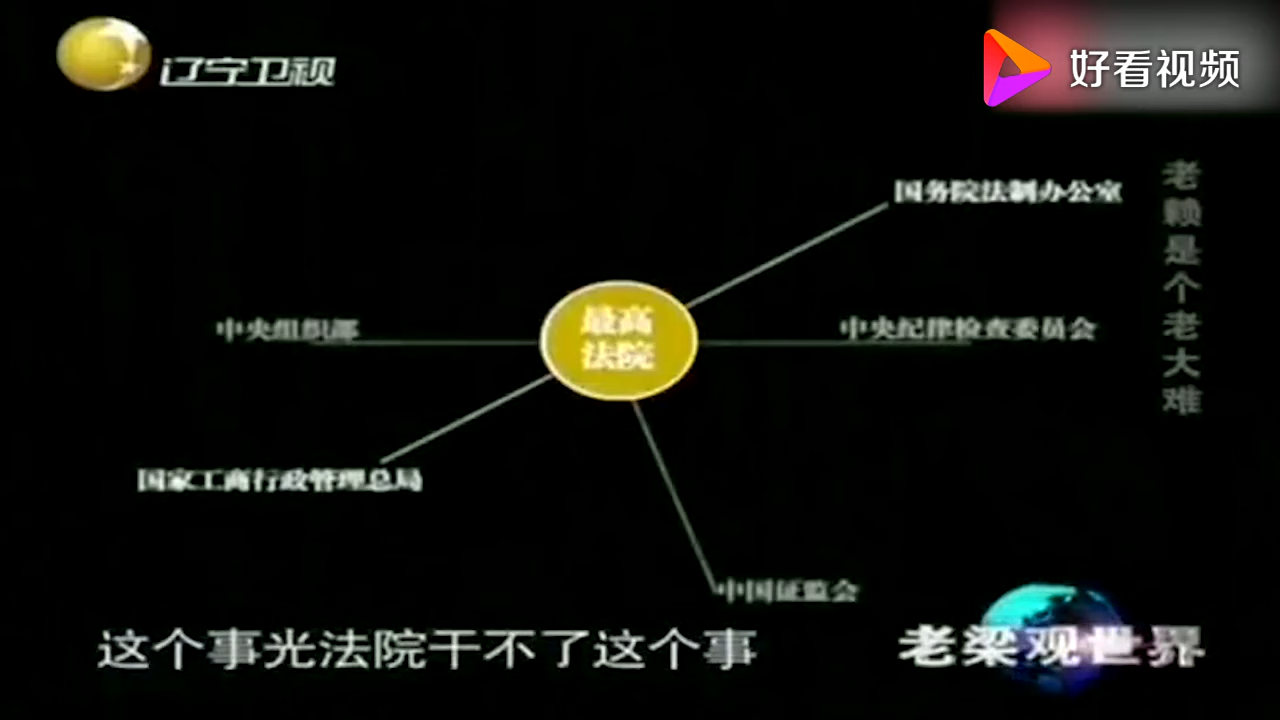 辽宁卫视
好看视频
国务院法制办公室
老赖是个老大难
最高
法院
中央组织部
中央纪律检查委员会
国家工商行政管理总局
中国证监会
这个事光法院干不了这个事
老梁观世界